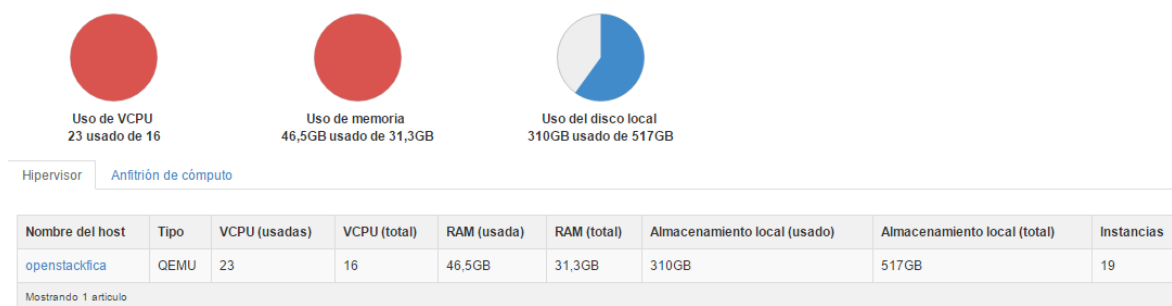 Uso de VCPU
23 usado de 16
Uso de memoria
46,5GB usado de 31,3GB
Uso del disco local
310GB usado de 517GB
Hipervisor Anfitrión de cómputo
Nombre del host Tipo VCPU (usadas) VCPU (total) RAM (usada) RAM (total) Almacenamiento local (usado) Almacenamiento local (total) Instancias
openstackfica QEMU 23 16 46,5GB 31,3GB 310GB 517GB 19
Mostrando 1 articulo